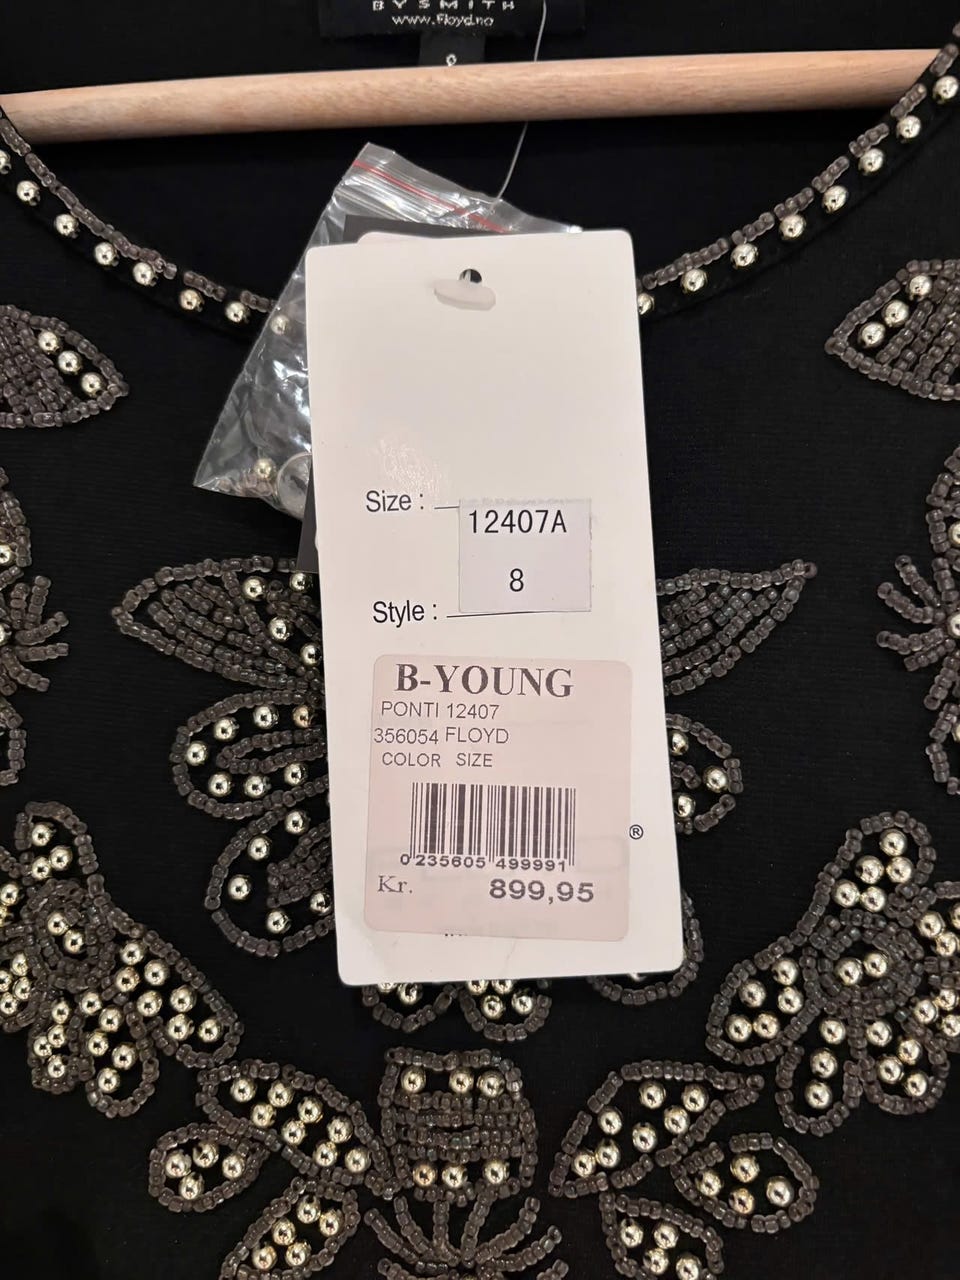 BYSMITH
www.Floyd.no
8
Size :
12407A
8
Style :
B-YOUNG
PONTI 12407
356054 FLOYD
COLOR SIZE
0 235605 499991
Kr. 899,95
®